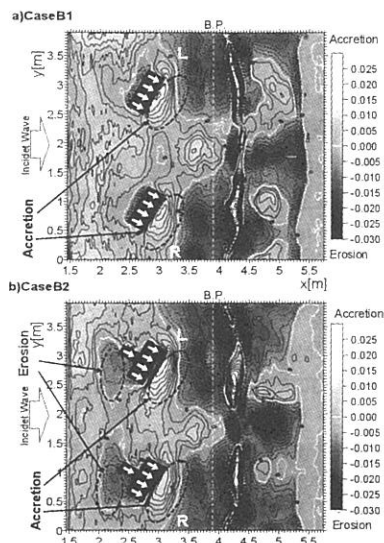 a)CaseB1
B.P.
y[m]
L
Accretion
0.025
0.020
0.015
0.010
0.005
0.000
-0.005
-0.010
-0.015
-0.020
-0.025
-0.030
Erosion
Incidet Wave
Accretion
R
3.5
3
2.5
2
1.5
1
0.5
0
1.5 2 2.5 3 3.5 4 4.5 5 5.5
x[m]
b)CaseB2
B.P.
y[m]
L
Accretion
0.025
0.020
0.015
0.010
0.005
0.000
-0.005
-0.010
-0.015
-0.020
-0.025
-0.030
Erosion
Erosion
Incidet Wave
Accretion
R
3.5
3
2.5
2
1.5
1
0.5
0
1.5 2 2.5 3 3.5 4 4.5 5 5.5